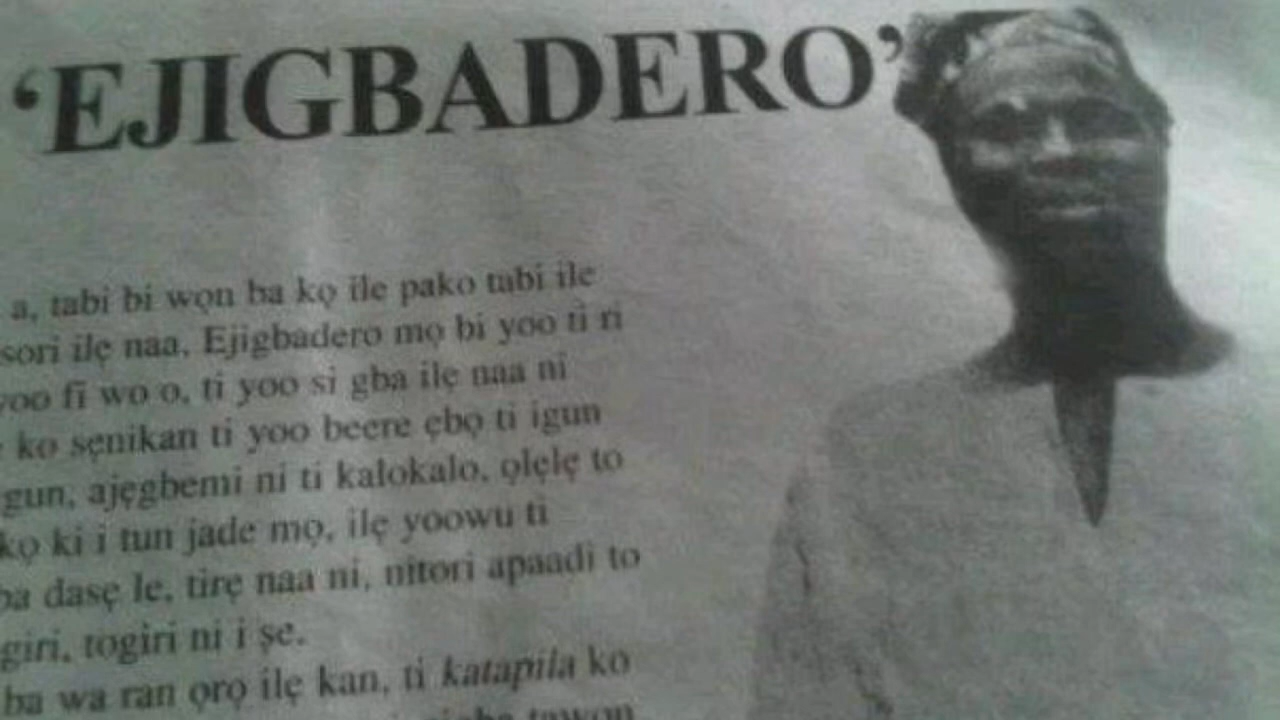 ‘EJIGBADERO’
a, tabi bi wọn ba kọ ile pako tabi ile
sori ilẹ naa, Ejigbadero mọ bi yoo ti ri
yoo fi wo o, ti yoo si gba ilẹ naa ni
ko sẹnikan ti yoo beere ẹbọ ti igun
gun, ajẹgbemi ni ti kalokalo, ọlẹlẹ to
kọ ki i tun jade mọ, ilẹ yoowu ti
ba dasẹ le, tirẹ naa ni, nitori apaadi to
giri, togiri ni i ṣe.
ba wa ran ọrọ ilẹ kan, ti katapila ko